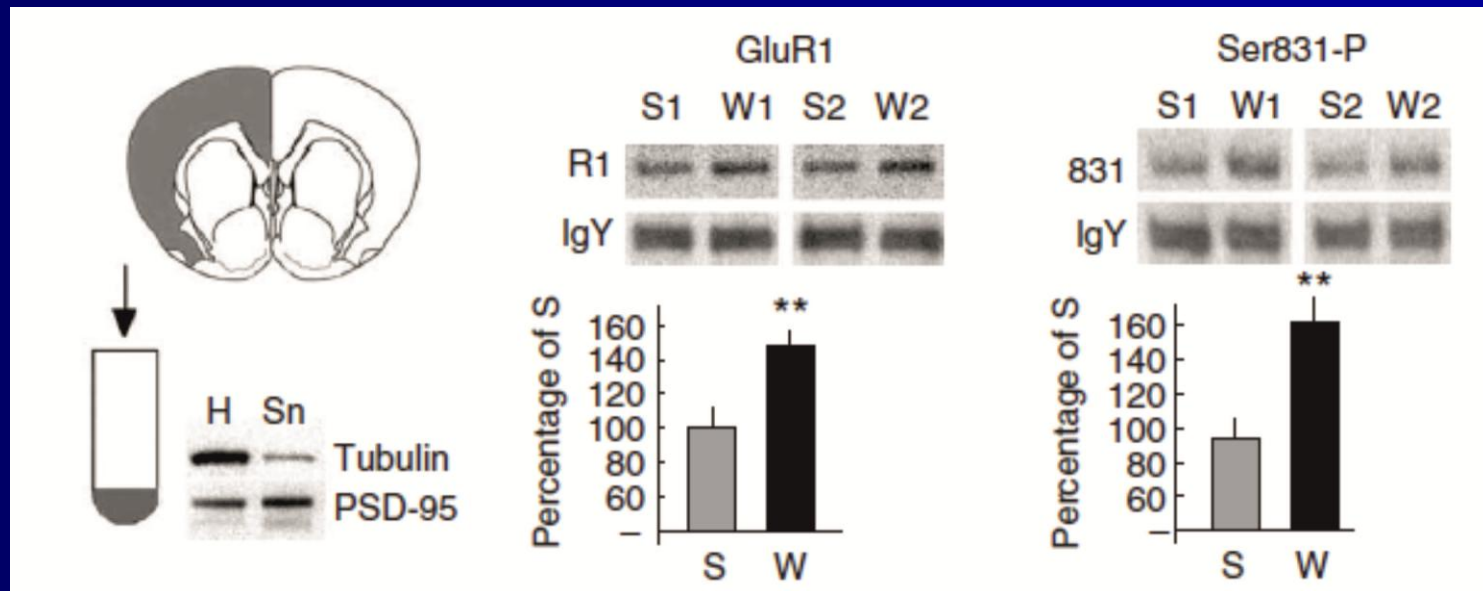 H Sn
Tubulin
PSD-95
GluR1
S1 W1 S2 W2
R1
IgY
**
Percentage of S
160
140
120
100
80
60
–
S W
Ser831-P
S1 W1 S2 W2
831
IgY
**
Percentage of S
160
140
120
100
80
60
–
S W